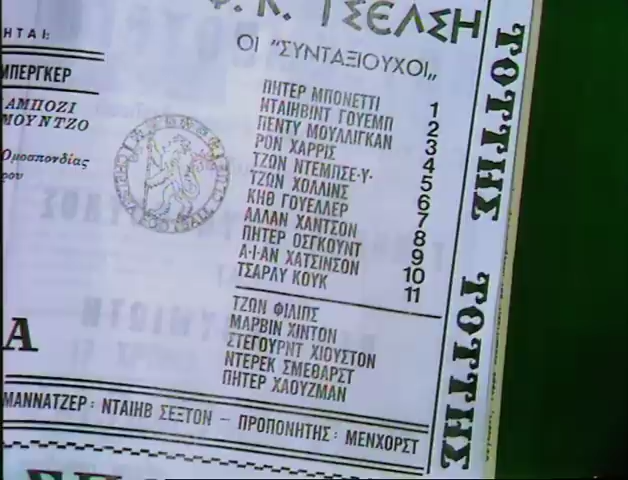 Φ. Κ. ΤΣΕΛΣΗ
ΟΙ "ΣΥΝΤΑΞΙΟΥΧΟΙ,,
ΠΗΤΕΡ ΜΠΟΝΕΤΤΙ 1
ΝΤΑΙΗΒΙΝΤ ΓΟΥΕΜΠ 2
ΠΕΝΤΥ ΜΟΥΛΛΙΓΚΑΝ 3
ΡΟΝ ΧΑΡΡΙΣ 4
ΤΖΩΝ ΝΤΕΜΠΣΕ·Υ· 5
ΤΖΩΝ ΧΟΛΛΙΝΣ 6
ΚΗΘ ΓΟΥΕΛΛΕΡ 7
ΑΛΛΑΝ ΧΑΝΤΣΟΝ 8
ΠΗΤΕΡ ΟΣΓΚΟΥΝΤ 9
Α·Ι·ΑΝ ΧΑΤΣΙΝΣΟΝ 10
ΤΣΑΡΛΥ ΚΟΥΚ 11
ΤΖΩΝ ΦΙΛΙΠΣ
ΜΑΡΒΙΝ ΧΙΝΤΟΝ
ΣΤΕΓΟΥΡΝΤ ΧΙΟΥΣΤΟΝ
ΝΤΕΡΕΚ ΣΜΕΘΑΡΣΤ
ΠΗΤΕΡ ΧΑΟΥΖΜΑΝ
ΜΑΝΝΑΤΖΕΡ: ΝΤΑΙΗΒ ΣΕΞΤΟΝ – ΠΡΟΠΟΝΗΤΗΣ: ΜΕΝΧΟΡΣΤ
ΗΤΑΙ:
ΜΠΕΡΓΚΕΡ
ΑΜΠΟΖΙ
ΜΟΥΝΤΖΟ
Ομοσπονδίας
ρου
Α
ΤΟΤΤΗΣ
ΤΟΤΤΗΣ